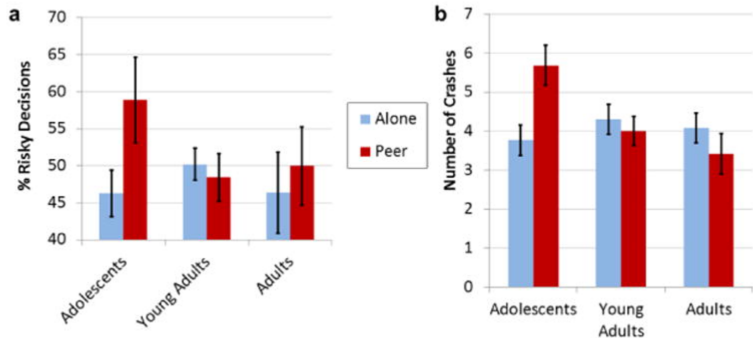 a
70
65
60
55
50
45
40
% Risky Decisions
Adolescents
Young Adults
Adults
Alone
Peer
b
7
6
5
4
3
2
1
0
Number of Crashes
Adolescents
Young
Adults
Adults